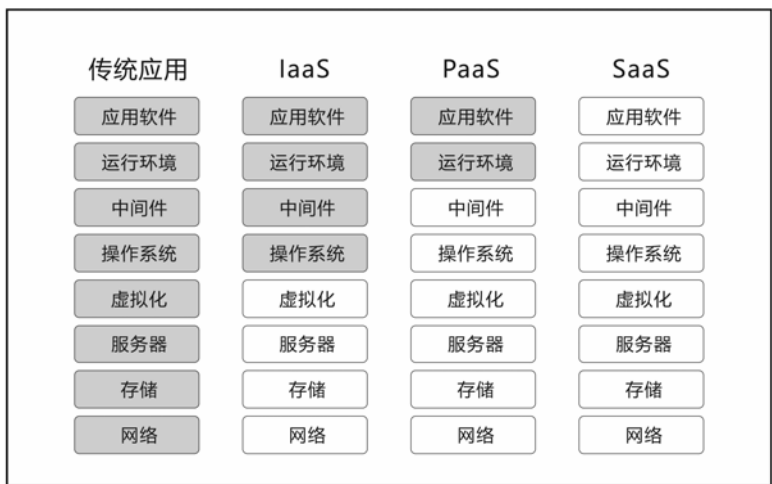 传统应用 IaaS PaaS SaaS
应用软件 应用软件 应用软件 应用软件
运行环境 运行环境 运行环境 运行环境
中间件 中间件 中间件 中间件
操作系统 操作系统 操作系统 操作系统
虚拟化 虚拟化 虚拟化 虚拟化
服务器 服务器 服务器 服务器
存储 存储 存储 存储
网络 网络 网络 网络